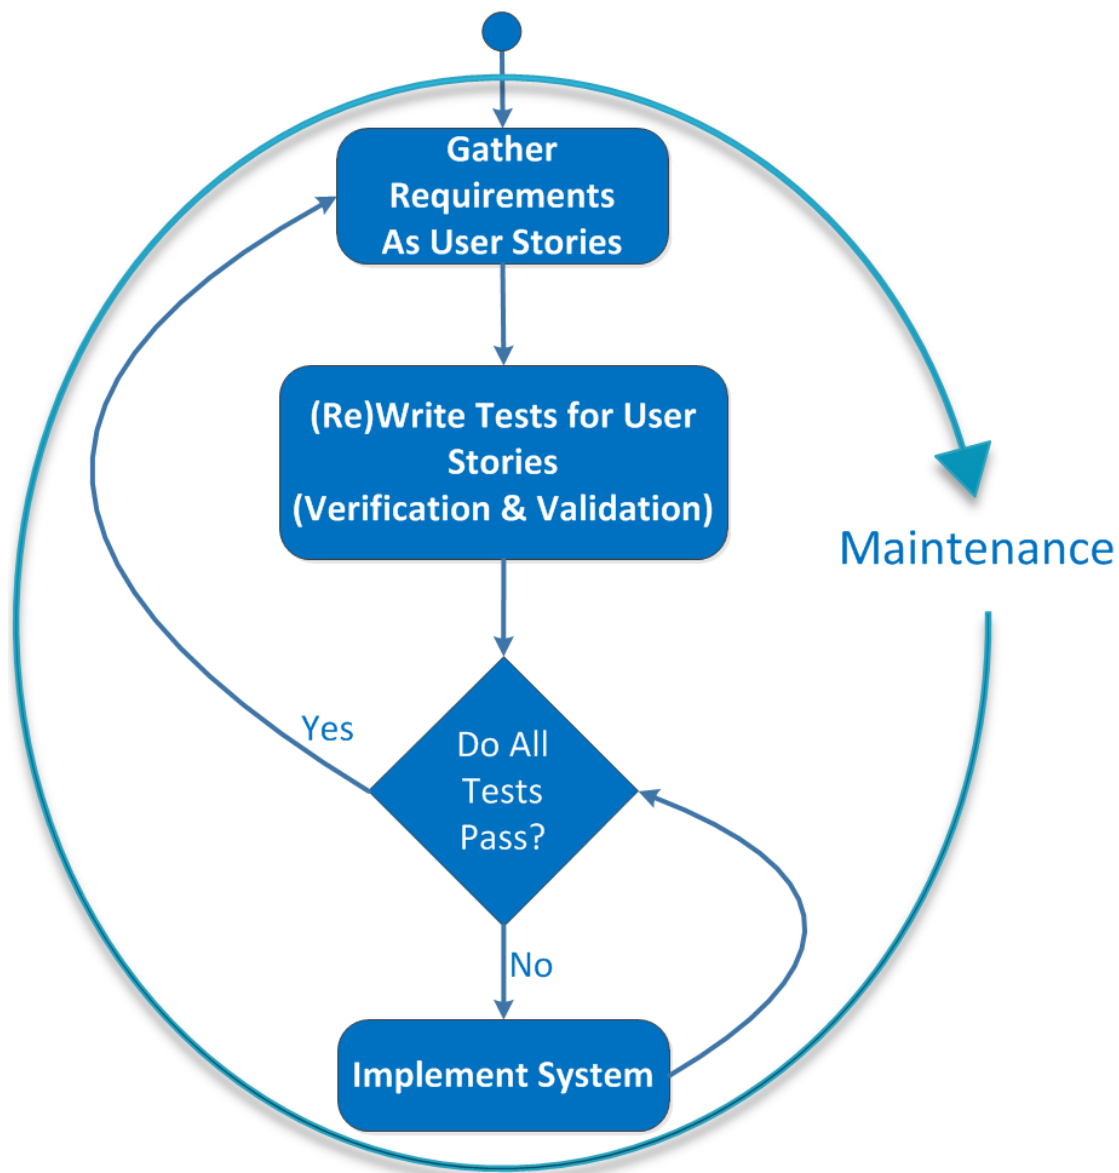 Gather
Requirements
As User Stories
(Re)Write Tests for User
Stories
(Verification & Validation)
Maintenance
Yes
Do All
Tests
Pass?
No
Implement System